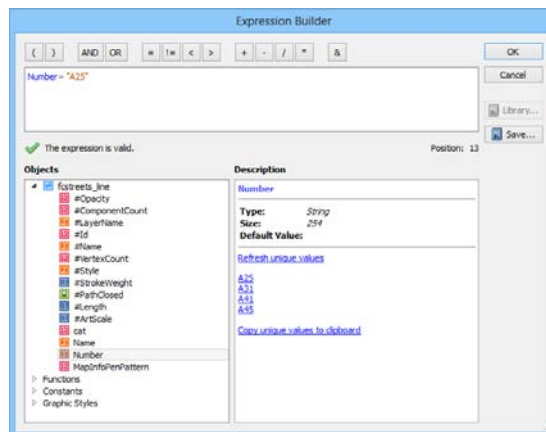 Expression Builder
( ) AND OR = != < > + - / * & OK
Number = "A25"
Cancel
Library...
Save...
The expression is valid. Position: 13
Objects
fcstreets_line
#Opacity
#ComponentCount
#LayerName
#Id
#Name
#VertexCount
#Style
#StrokeWeight
#PathClosed
#Length
#ArtScale
cat
Name
Number
MapInfoPenPattern
Functions
Constants
Graphic Styles
Description
Number
Type: String
Size: 254
Default Value:
Refresh unique values
A25
A31
A41
A45
Copy unique values to clipboard